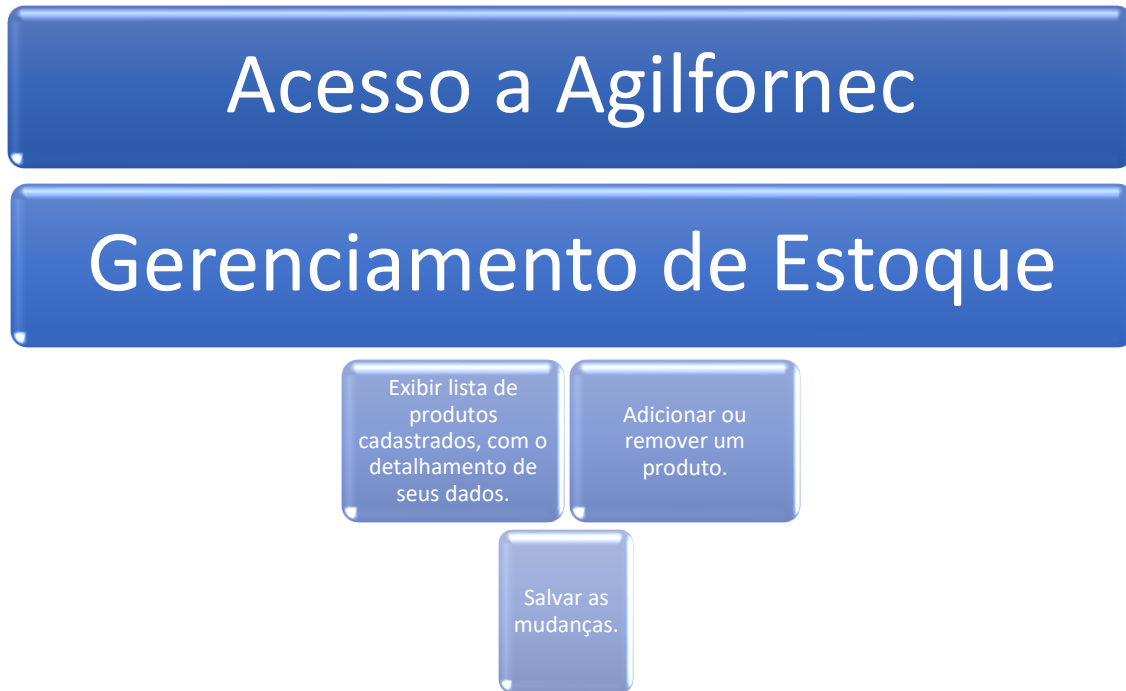 Acesso a Agilfornec
Gerenciamento de Estoque
Exibir lista de
produtos
cadastrados, com o
detalhamento de
seus dados.
Adicionar ou
remover um
produto.
Salvar as
mudanças.